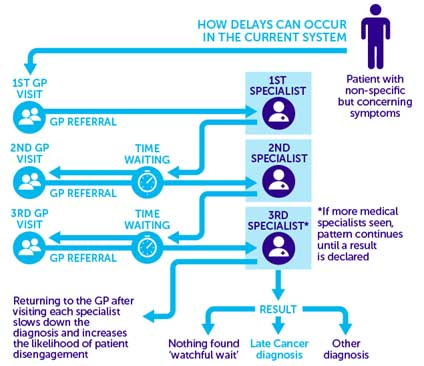 HOW DELAYS CAN OCCUR
IN THE CURRENT SYSTEM
Patient with
non-specific
but concerning
symptoms
1ST GP
VISIT
GP REFERRAL
1ST
SPECIALIST
2ND GP
VISIT
GP REFERRAL
TIME
WAITING
2ND
SPECIALIST
3RD GP
VISIT
GP REFERRAL
TIME
WAITING
3RD
SPECIALIST*
*If more medical
specialists seen,
pattern continues
until a result
is declared
Returning to the GP after
visiting each specialist
slows down the
diagnosis and increases
the likelihood of patient
disengagement
RESULT
Nothing found
'watchful wait'
Late Cancer
diagnosis
Other
diagnosis